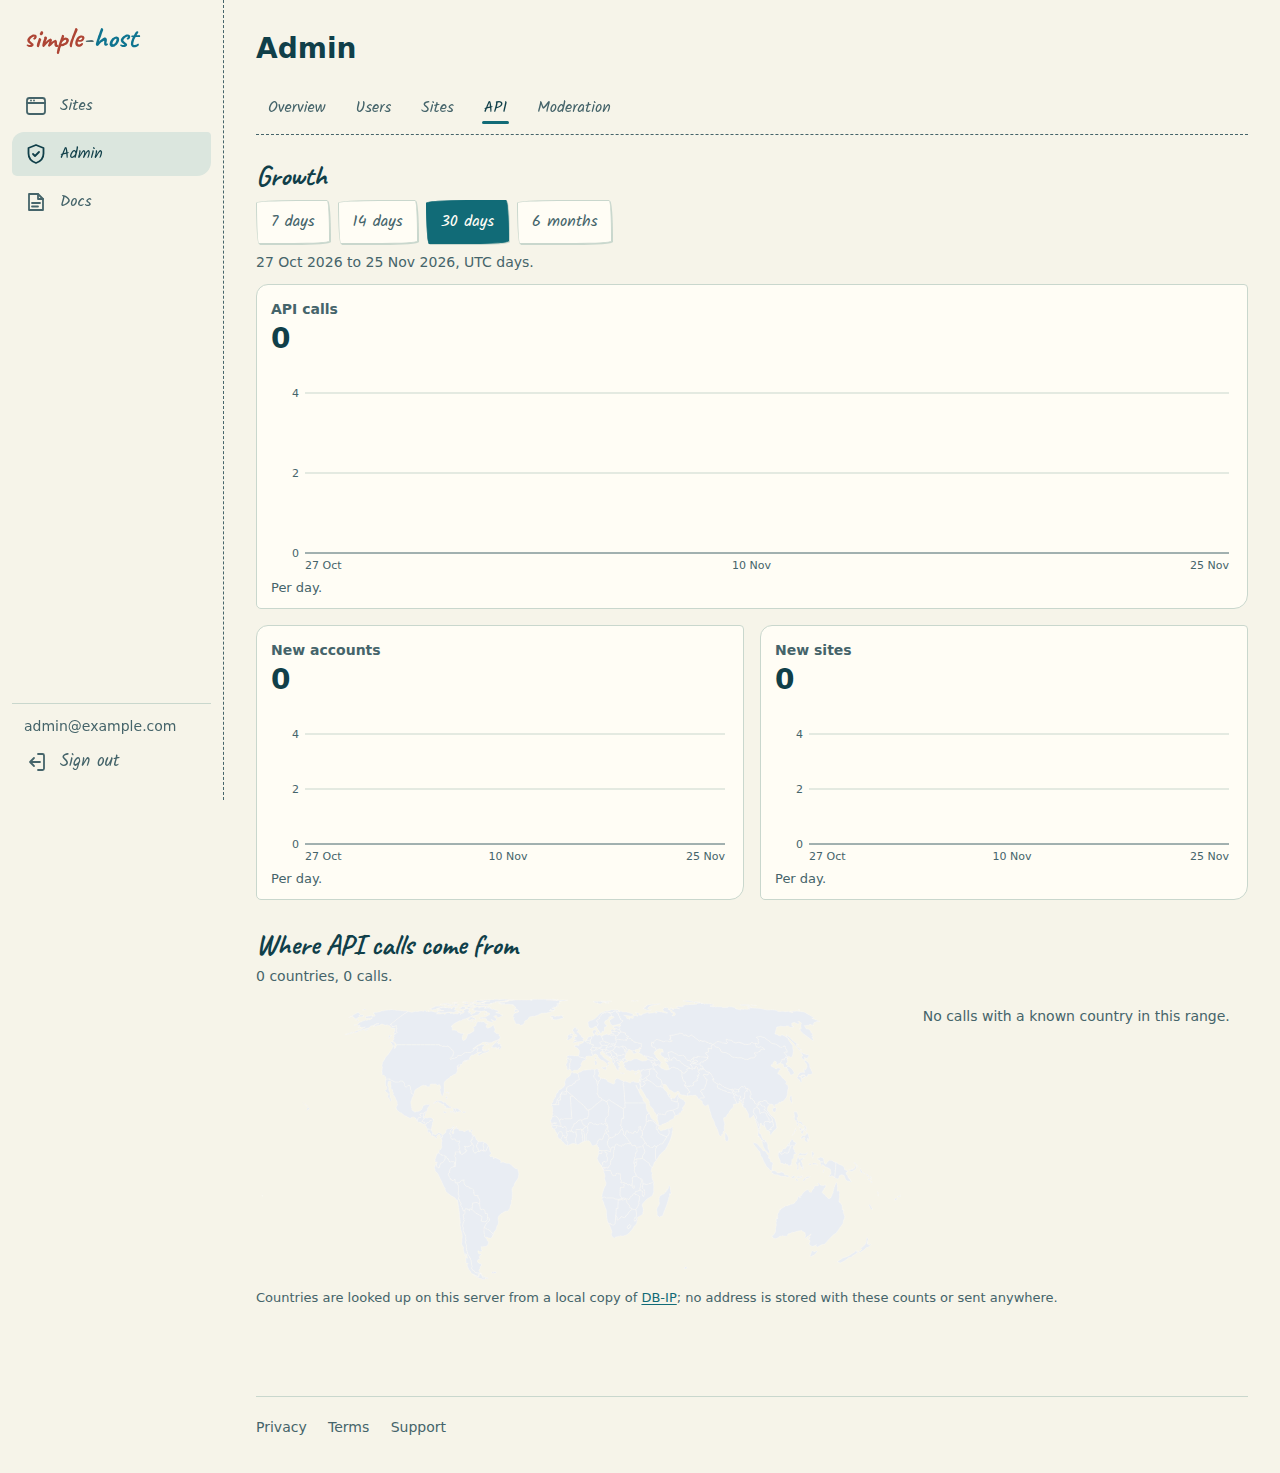 simple-host
Sites
Admin
Docs
admin@example.com
Sign out
Admin
Overview Users Sites API Moderation
Growth
7 days 14 days 30 days 6 months
27 Oct 2026 to 25 Nov 2026, UTC days.
API calls
0
4
2
0
27 Oct 10 Nov 25 Nov
Per day.
New accounts
0
4
2
0
27 Oct 10 Nov 25 Nov
Per day.
New sites
0
4
2
0
27 Oct 10 Nov 25 Nov
Per day.
Where API calls come from
0 countries, 0 calls.
No calls with a known country in this range.
Countries are looked up on this server from a local copy of DB-IP; no address is stored with these counts or sent anywhere.
Privacy Terms Support